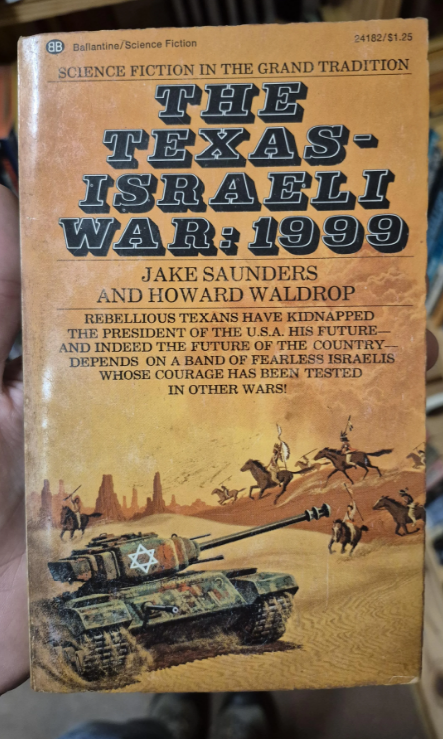 BB Ballantine/Science Fiction 24182/$1.25
SCIENCE FICTION IN THE GRAND TRADITION
THE
TEXAS-
ISRAELI
WAR: 1999
JAKE SAUNDERS
AND HOWARD WALDROP
REBELLIOUS TEXANS HAVE KIDNAPPED
THE PRESIDENT OF THE U.S.A. HIS FUTURE—
AND INDEED THE FUTURE OF THE COUNTRY—
DEPENDS ON A BAND OF FEARLESS ISRAELIS
WHOSE COURAGE HAS BEEN TESTED
IN OTHER WARS!